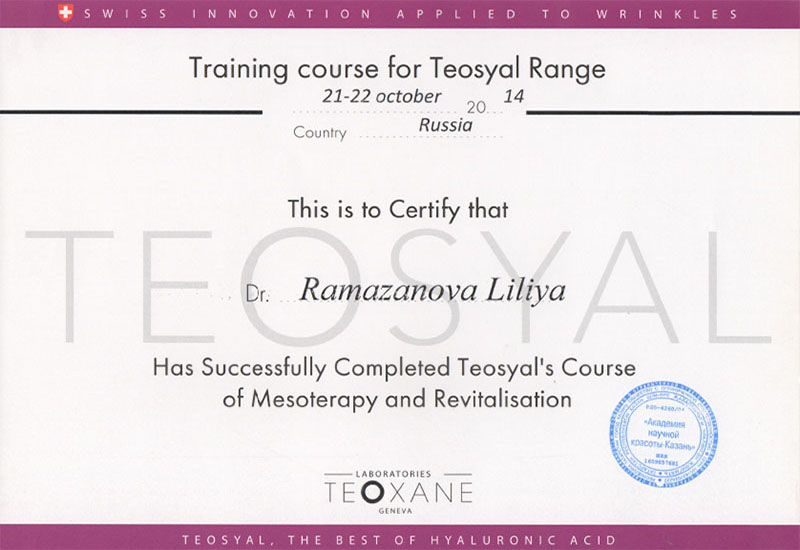 SWISS INNOVATION APPLIED TO WRINKLES
Training course for Teosyal Range
21-22 october 20 14
Country Russia
This is to Certify that
TEOSYAL
Dr. Ramazanova Liliya
Has Successfully Completed Teosyal's Course
of Mesoterapy and Revitalisation
«Академия
научной
красоты-Казань»
LABORATORIES
TEOXANE
GENEVA
TEOSYAL, THE BEST OF HYALURONIC ACID